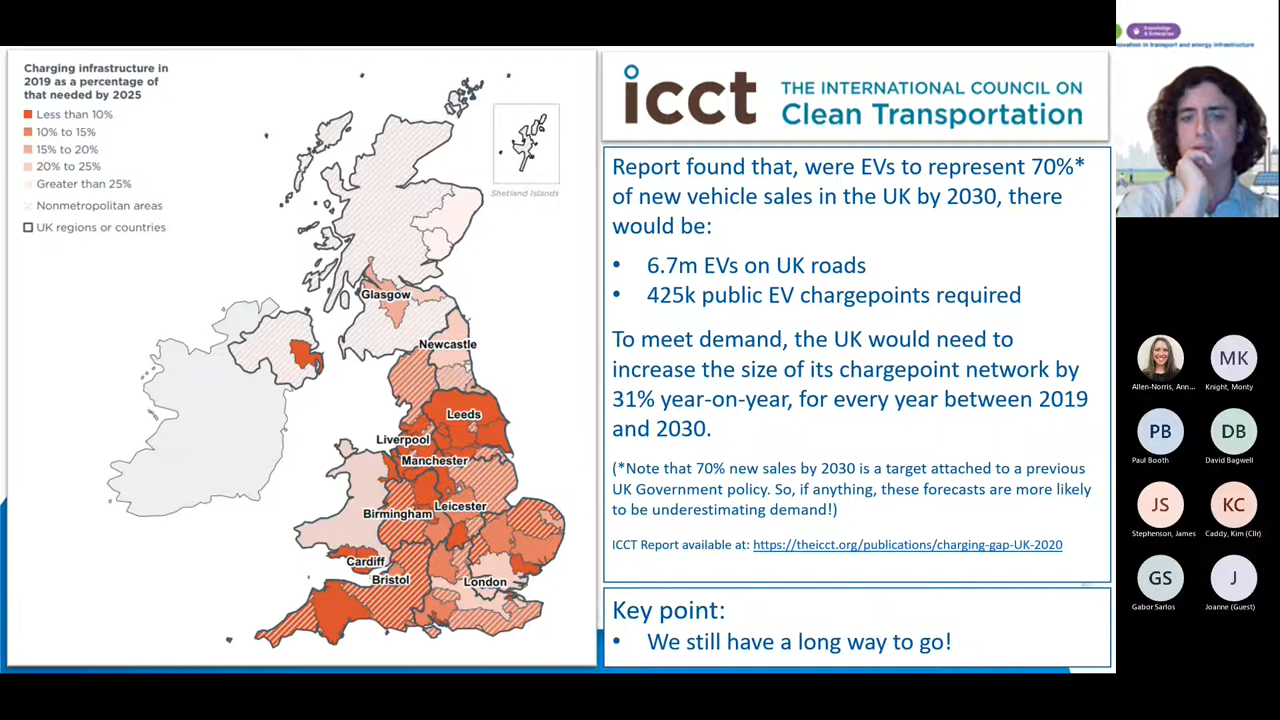 Charging infrastructure in
2019 as a percentage of
that needed by 2025
Less than 10%
10% to 15%
15% to 20%
20% to 25%
Greater than 25%
Nonmetropolitan areas
UK regions or countries
Shetland Islands
Glasgow
Newcastle
Leeds
Liverpool
Manchester
Leicester
Birmingham
Cardiff
Bristol
London
icct
THE INTERNATIONAL COUNCIL ON
Clean Transportation
Report found that, were EVs to represent 70%*
of new vehicle sales in the UK by 2030, there
would be:
• 6.7m EVs on UK roads
• 425k public EV chargepoints required
To meet demand, the UK would need to
increase the size of its chargepoint network by
31% year-on-year, for every year between 2019
and 2030.
(*Note that 70% new sales by 2030 is a target attached to a previous
UK Government policy. So, if anything, these forecasts are more likely
to be underestimating demand!)
ICCT Report available at: https://theicct.org/publications/charging-gap-UK-2020
Key point:
• We still have a long way to go!
Knowledge
& Enterprise
ovation in transport and energy infrastructure
Allen-Norris, Ann...
MK
Knight, Monty
PB
Paul Booth
DB
David Bagwell
JS
Stephenson, James
KC
Caddy, Kim (Cllr)
GS
Gabor Sarlos
J
Joanne (Guest)